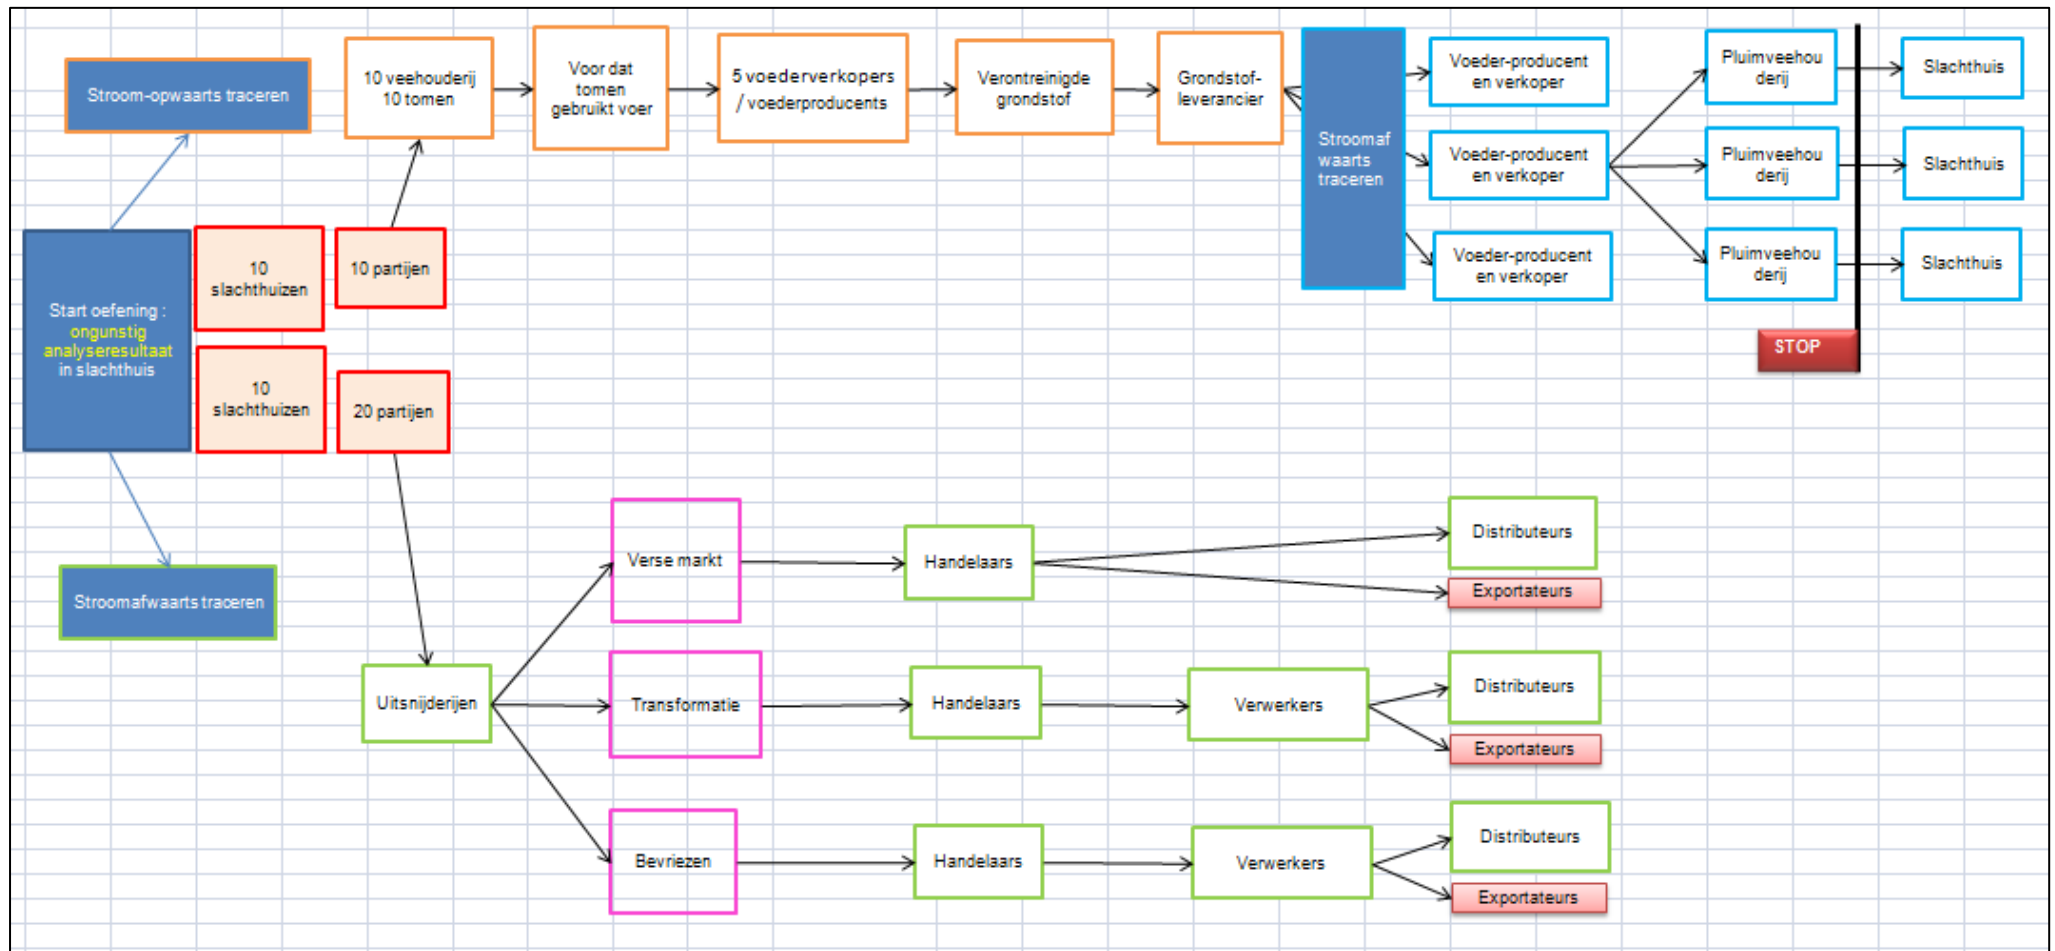 Stroom-opwaarts traceren
10 veehouderij
10 tomen
Voor dat
tomen
gebruikt voer
5 voederverkopers
/ voederproducents
Verontreinigde
grondstof
Grondstof-
leverancier
Stroomaf
waarts
traceren
Voeder-producent
en verkoper
Voeder-producent
en verkoper
Voeder-producent
en verkoper
Pluimveehou
derij
Pluimveehou
derij
Pluimveehou
derij
Slachthuis
Slachthuis
Slachthuis
STOP
Start oefening :
ongunstig
analyseresultaat
in slachthuis
10
slachthuizen
10 partijen
10
slachthuizen
20 partijen
Stroomafwaarts traceren
Uitsnijderijen
Verse markt
Handelaars
Distributeurs
Exportateurs
Transformatie
Handelaars
Verwerkers
Distributeurs
Exportateurs
Bevriezen
Handelaars
Verwerkers
Distributeurs
Exportateurs